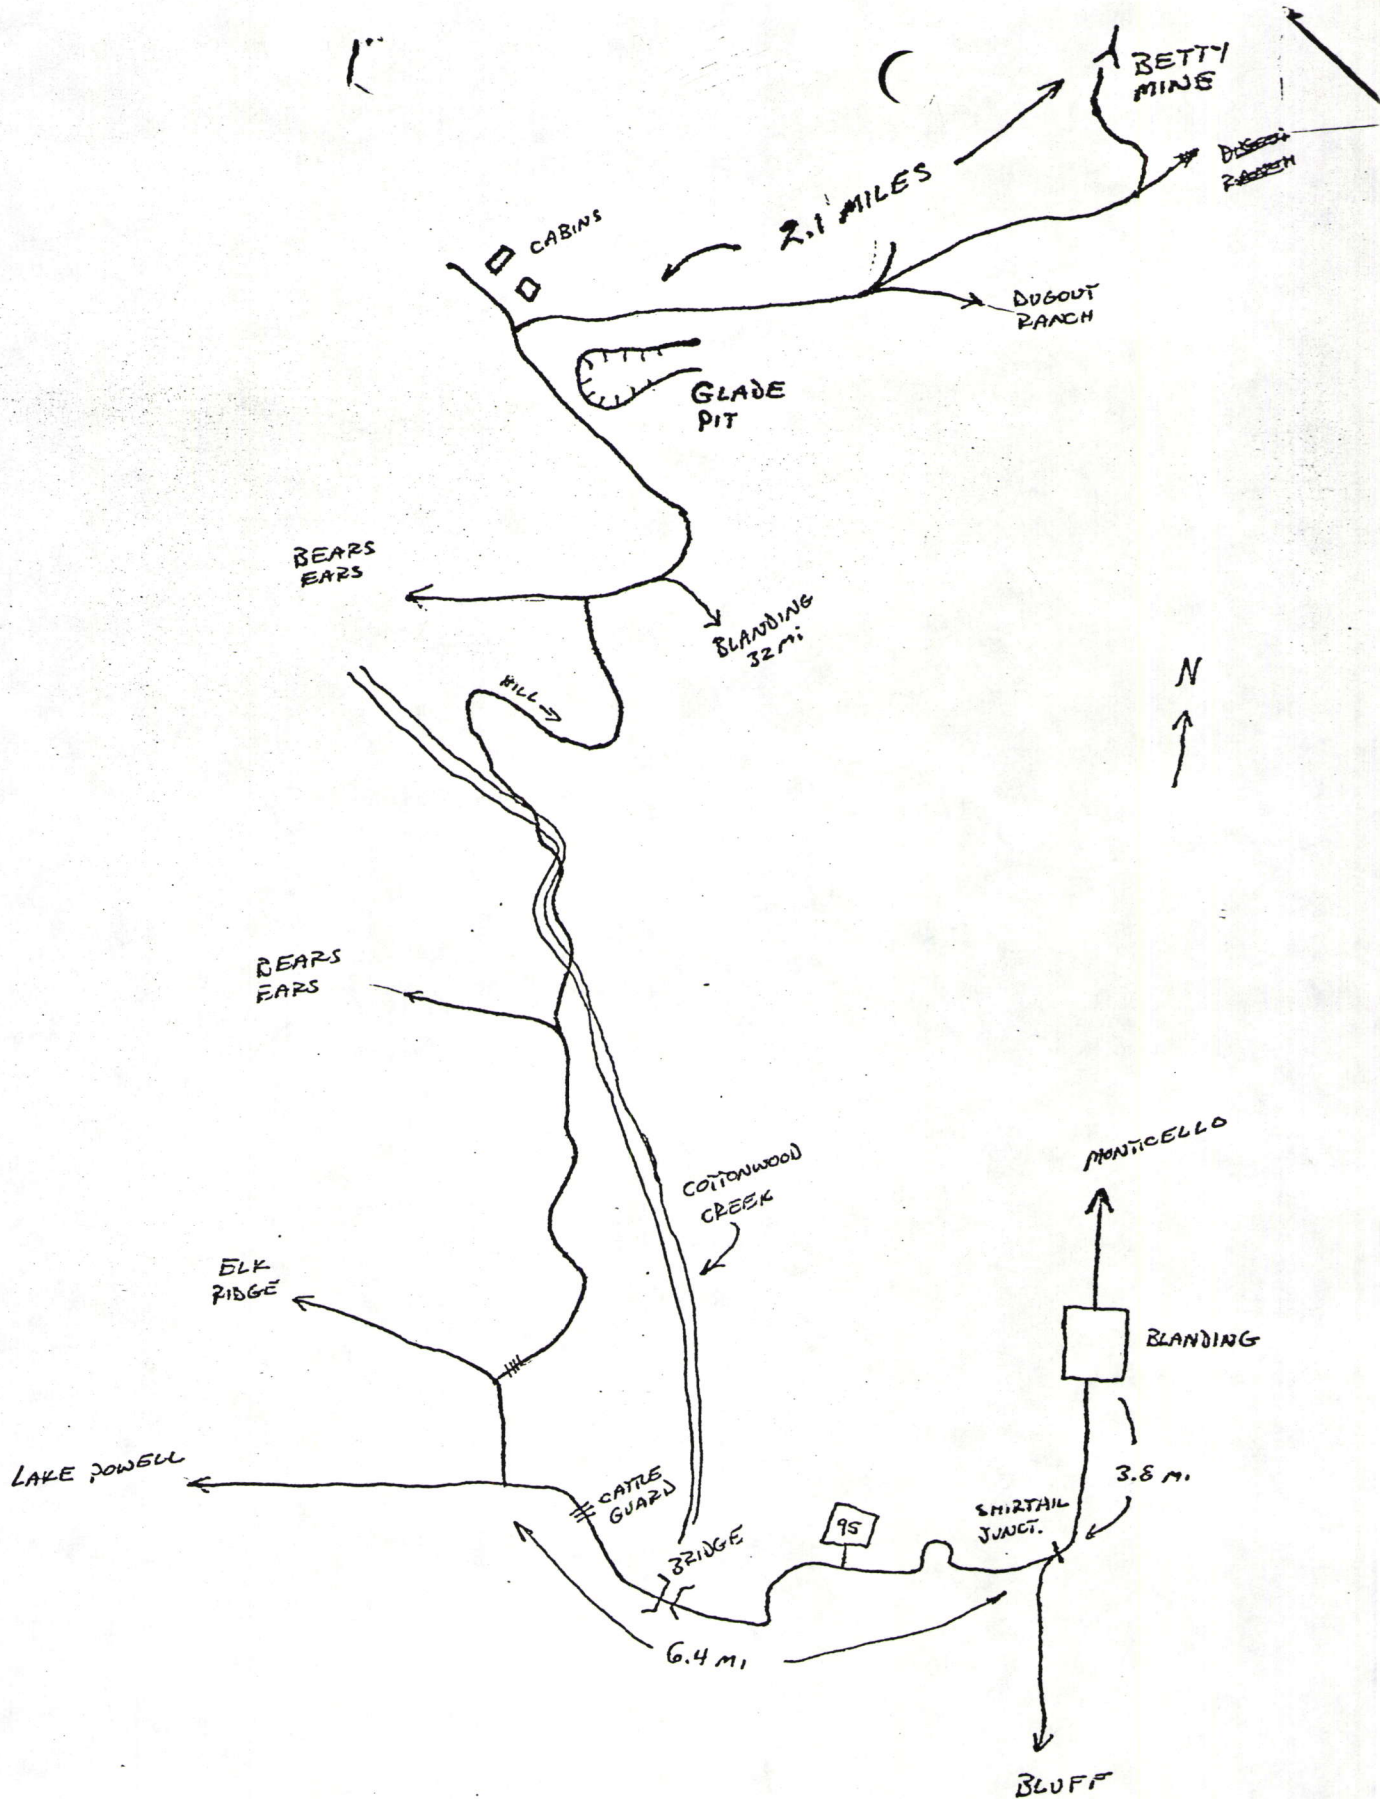 BETTY
MINE
2.1 MILES
CABINS
DUGOUT
RANCH
GLADE
PIT
BEARS
EARS
BLANDING
32 Mi
HILL
N
BEARS
EARS
MONTICELLO
COTTONWOOD
CREEK
ELK
RIDGE
BLANDING
LAKE POWELL
CATTLE
GUARD
3.8 Mi
SHIRTAIL
JUNCT.
95
BRIDGE
6.4 Mi
BLUFF